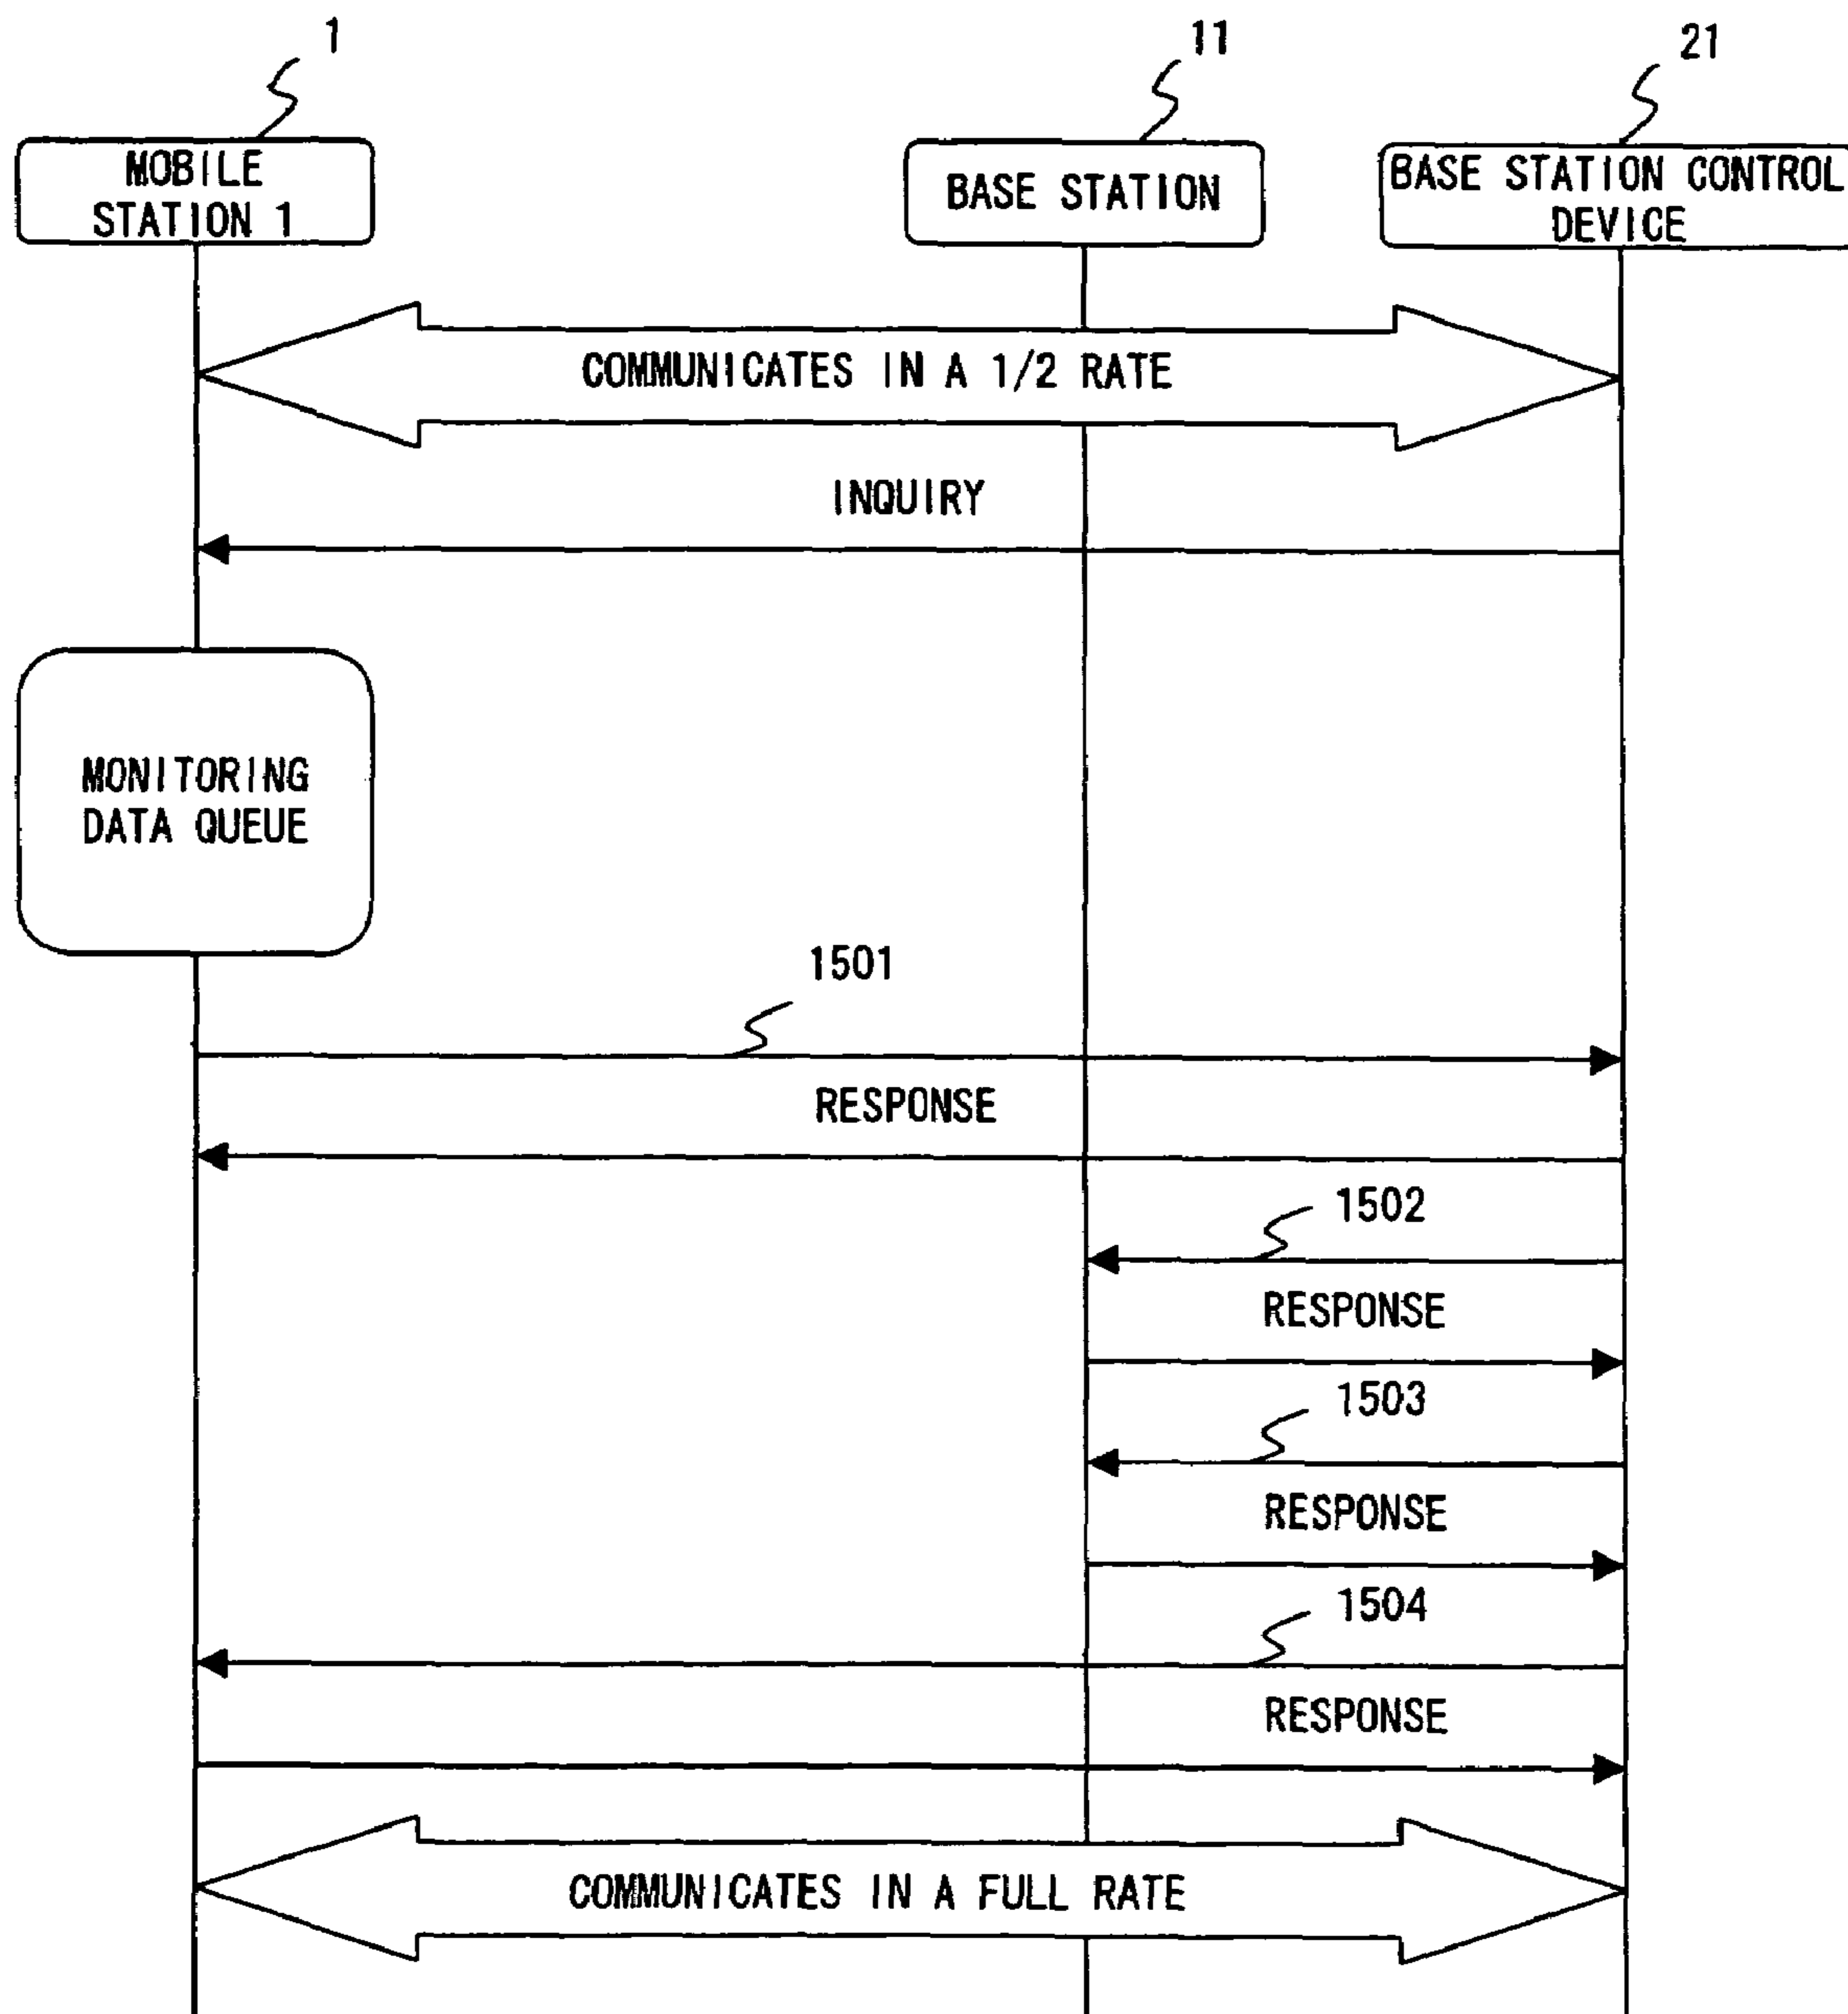 1
11
21
MOBILE
STATION 1
BASE STATION
BASE STATION CONTROL
DEVICE
COMMUNICATES IN A 1/2 RATE
INQUIRY
MONITORING
DATA QUEUE
1501
RESPONSE
1502
RESPONSE
1503
RESPONSE
1504
RESPONSE
COMMUNICATES IN A FULL RATE